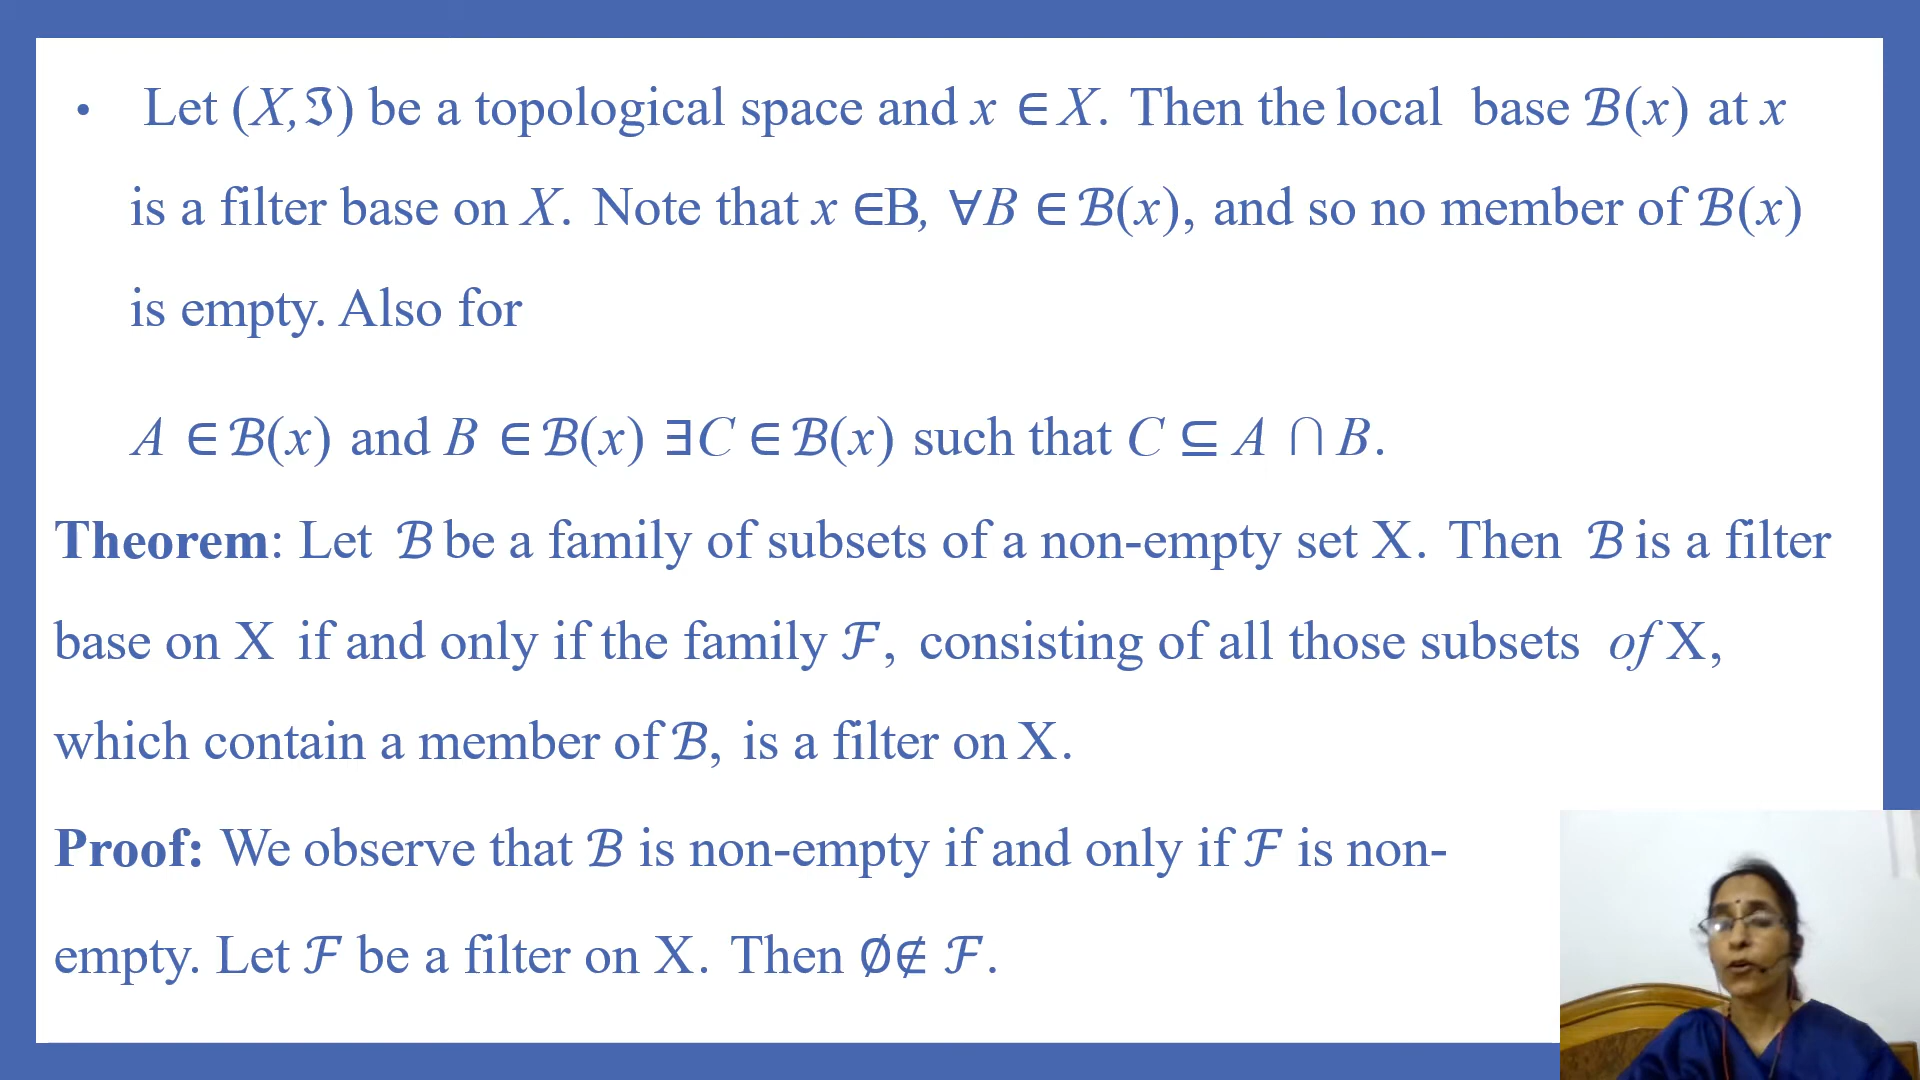 • Let (X,ℑ) be a topological space and x ∈ X. Then the local base ℬ(x) at x
is a filter base on X. Note that x ∈B, ∀B ∈ ℬ(x), and so no member of ℬ(x)
is empty. Also for
A ∈ ℬ(x) and B ∈ ℬ(x) ∃C ∈ ℬ(x) such that C ⊆ A ∩ B.
Theorem: Let ℬ be a family of subsets of a non-empty set X. Then ℬ is a filter
base on X if and only if the family ℱ, consisting of all those subsets of X,
which contain a member of ℬ, is a filter on X.
Proof: We observe that ℬ is non-empty if and only if ℱ is non-
empty. Let ℱ be a filter on X. Then ∅∉ ℱ.